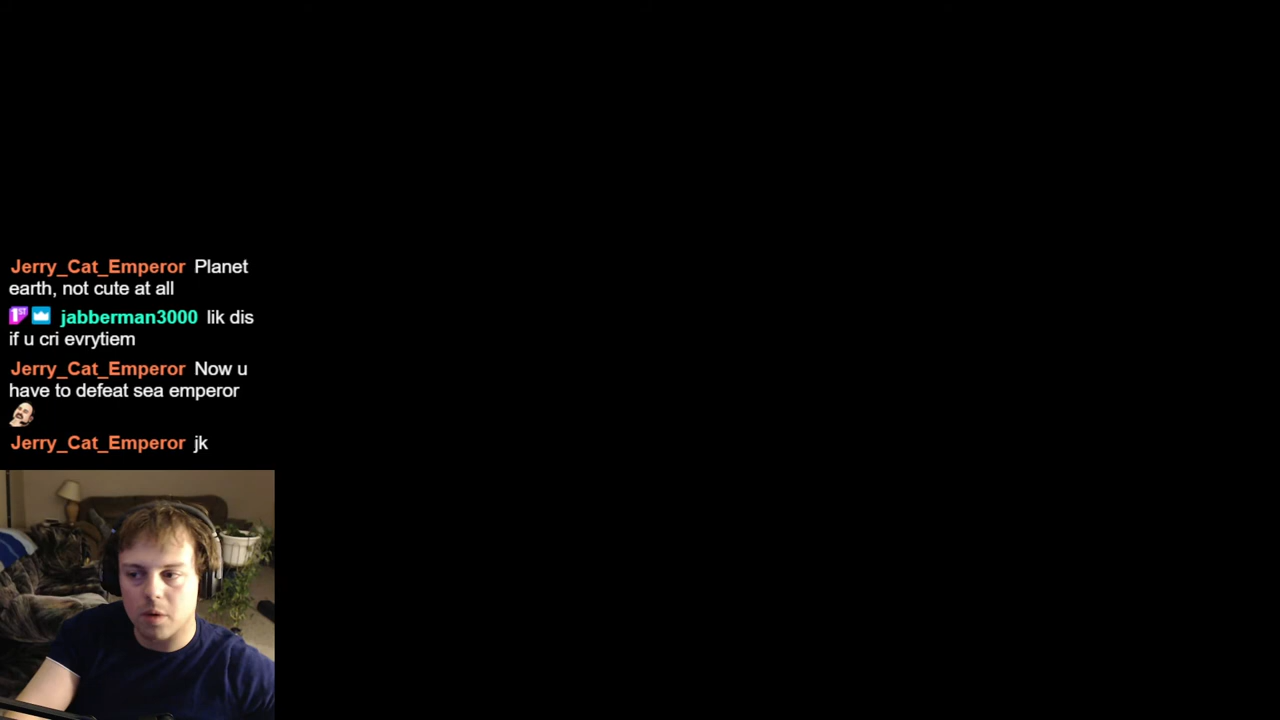 Jerry_Cat_Emperor Planet
earth, not cute at all
1ST jabberman3000 lik dis
if u cri evrytiem
Jerry_Cat_Emperor Now u
have to defeat sea emperor
Jerry_Cat_Emperor jk